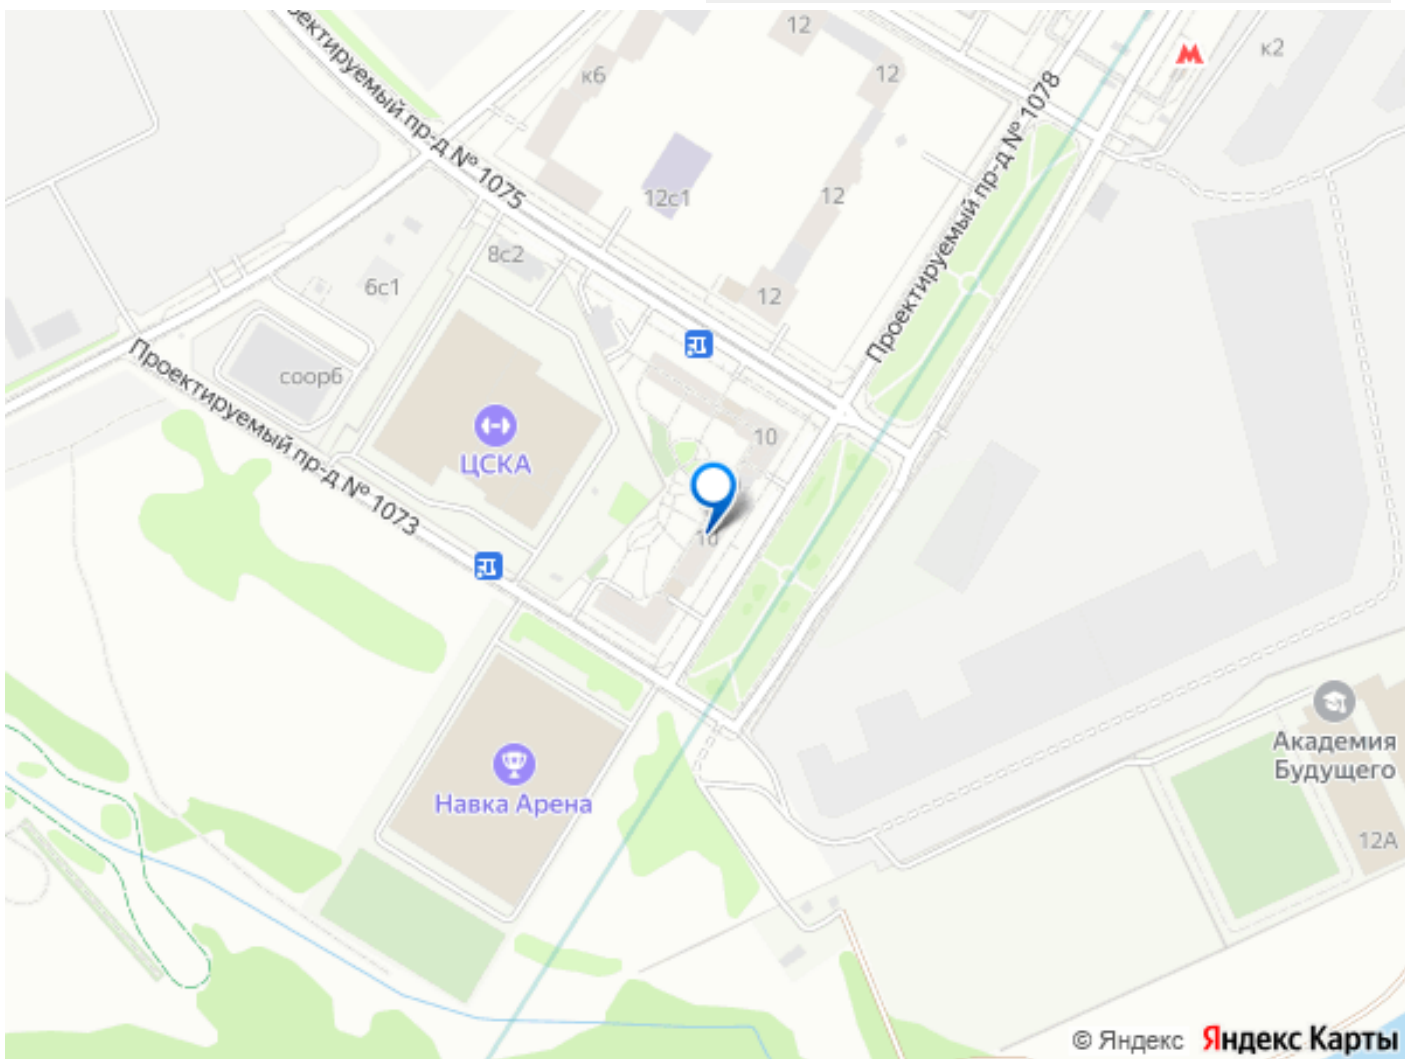 12
к2
к6
12
Проектируемый пр-д № 1075
Проектируемый пр-д № 1078
12с1
12
8с2
6с1
12
соор6
Проектируемый пр-д № 1073
10
ЦСКА
10
Навка Арена
Академия
Будущего
12А
© Яндекс Яндекс Карты